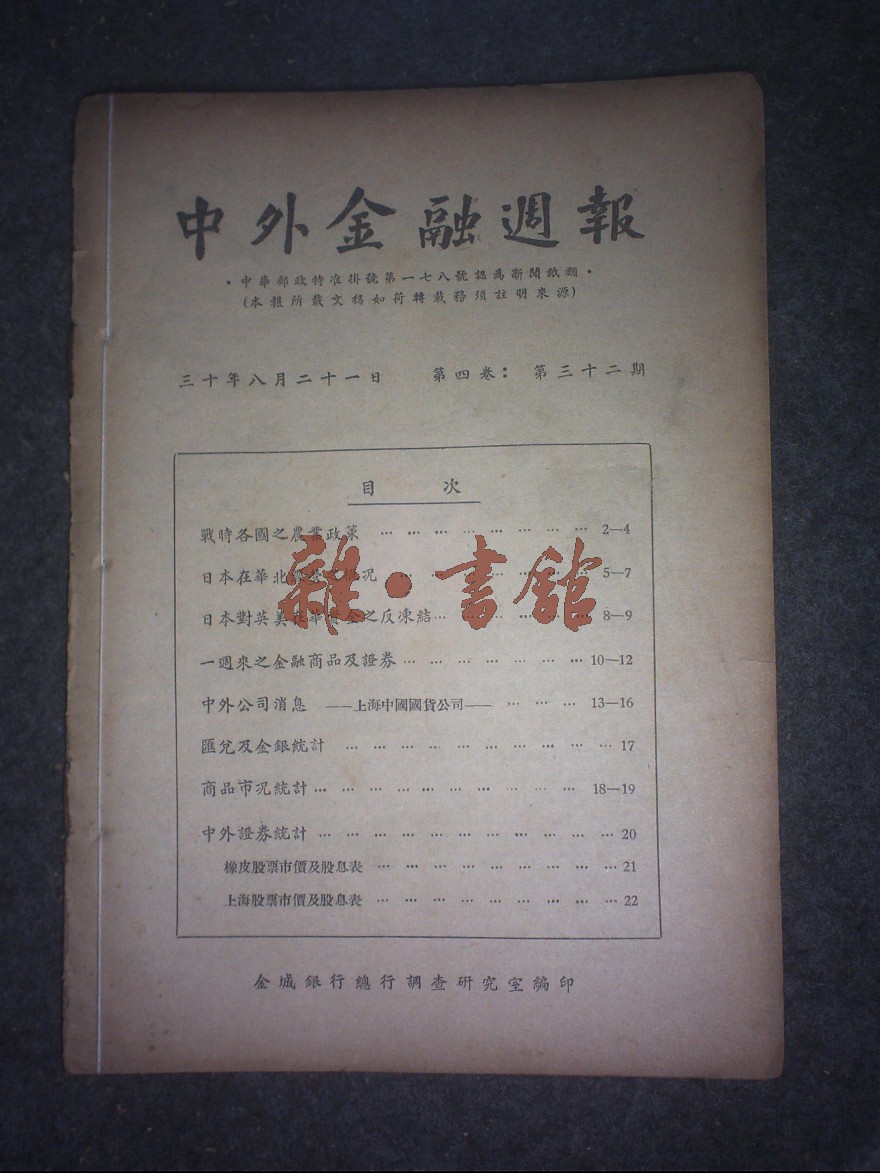 中外金融週報
•中華郵政特准掛號第一七八號認為新聞紙類•
(本報所載文稿如荷轉載務須註明來源)
三十年八月二十一日 第四卷: 第三十二期
目 次
戰時各國之農業政策 … … … … … … … … 2—4
日本在華北 況 … … … … … … … 5—7
日本對英美在華資金之反凍結 … … … … … … 8—9
一週來之金融商品及證券 … … … … … … … 10—12
中外公司消息 ——上海中國國貨公司—— … … … 13—16
匯兌及金銀統計 … … … … … … … … … … 17
商品市況統計 … … … … … … … … … … 18—19
中外證券統計 … … … … … … … … … … … 20
橡皮股票市價及股息表 … … … … … … … … … 21
上海股票市價及股息表 … … … … … … … … … 22
金城銀行總行調查研究室編印
雜•書館